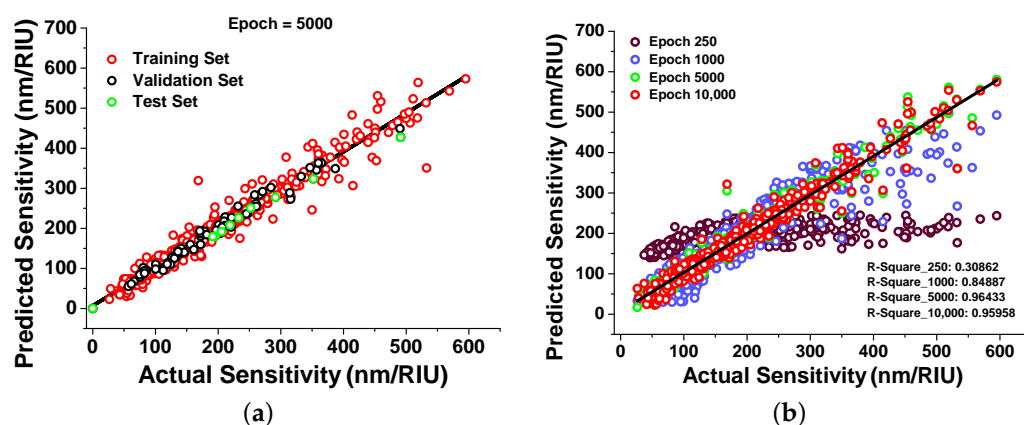 Epoch = 5000
Training Set
Validation Set
Test Set
Predicted Sensitivity (nm/RIU)
700
600
500
400
300
200
100
0
0 100 200 300 400 500 600
Actual Sensitivity (nm/RIU)
(a)
Epoch 250
Epoch 1000
Epoch 5000
Epoch 10,000
Predicted Sensitivity (nm/RIU)
700
600
500
400
300
200
100
0
R-Square_250: 0.30862
R-Square_1000: 0.84887
R-Square_5000: 0.96433
R-Square_10,000: 0.95958
0 100 200 300 400 500 600
Actual Sensitivity (nm/RIU)
(b)